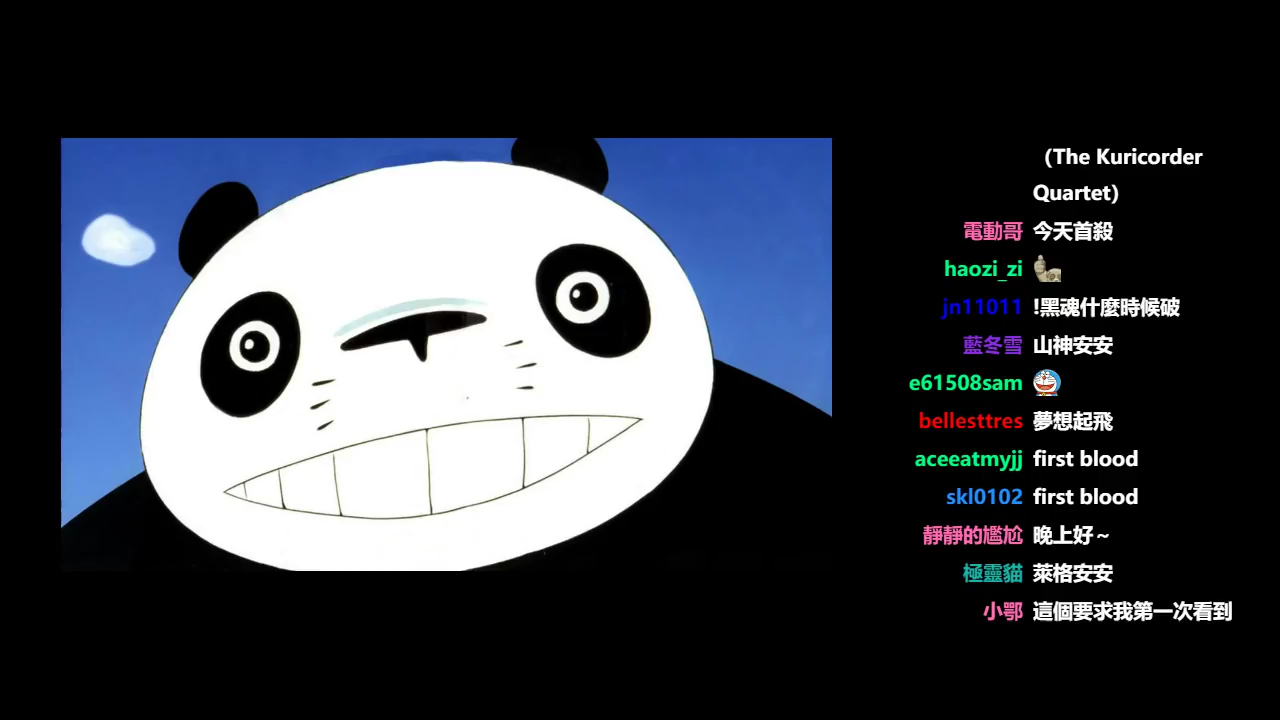 (The Kuricorder
Quartet)
電動哥 今天首殺
haozi_zi
jn11011 !黑魂什麼時候破
藍冬雪 山神安安
e61508sam
bellesttres 夢想起飛
aceeatmyjj first blood
skl0102 first blood
靜靜的尷尬 晚上好~
極靈貓 萊格安安
小鄂 這個要求我第一次看到